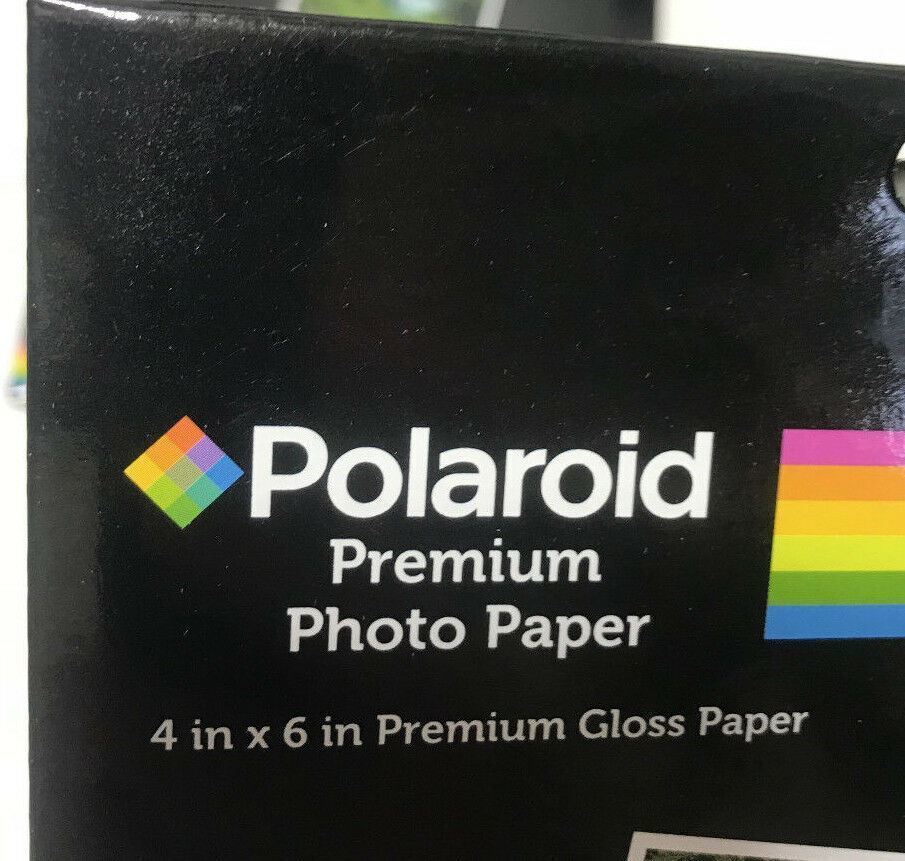 Polaroid
Premium
Photo Paper
4 in x 6 in Premium Gloss Paper